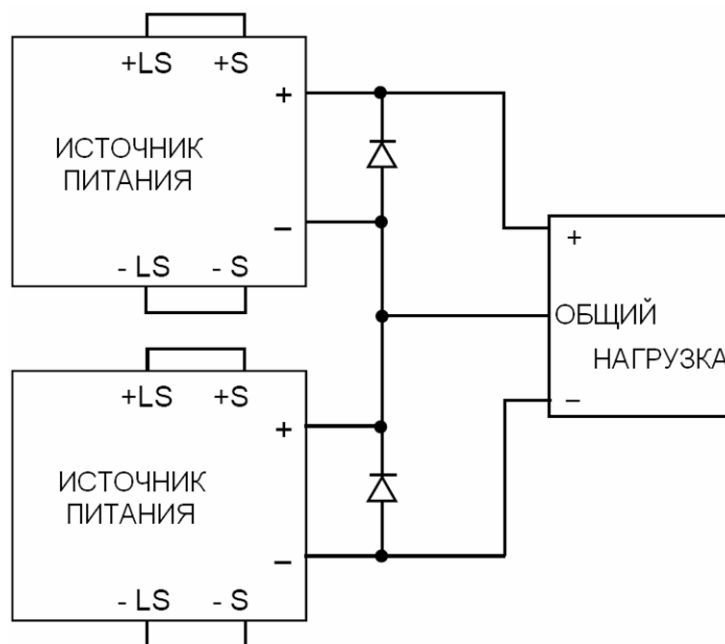 +LS +S
+
ИСТОЧНИК
ПИТАНИЯ
−
- LS - S
+
ОБЩИЙ
НАГРУЗКА
−
+LS +S
+
ИСТОЧНИК
ПИТАНИЯ
−
- LS - S